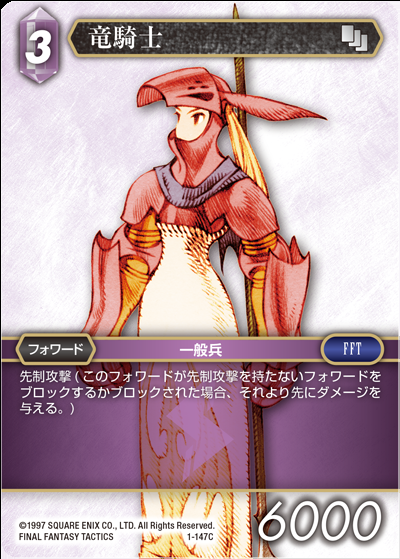 3
竜騎士
フォワード
一般兵
FFT
先制攻撃 ( このフォワードが先制攻撃を持たないフォワードを
ブロックするかブロックされた場合、それより先にダメージを
与える。)
©1997 SQUARE ENIX CO., LTD. All Rights Reserved.
FINAL FANTASY TACTICS
1-147C
6000